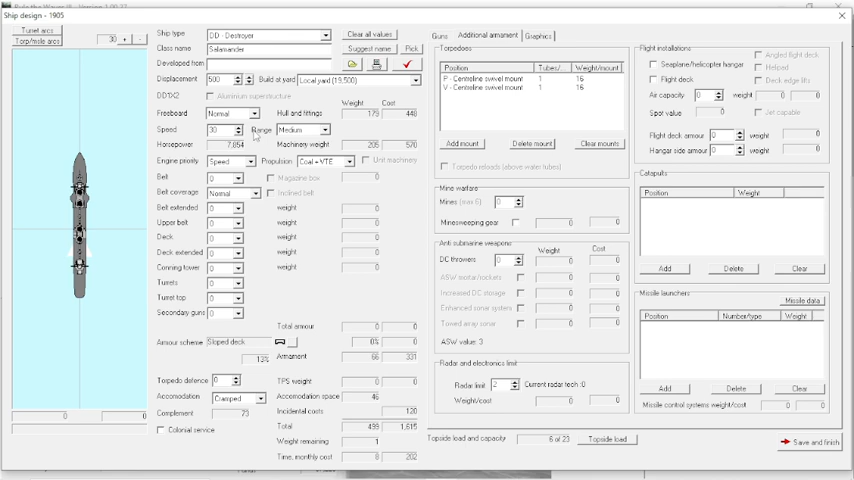 Ship design - 1905
Turret arcs
Torp/msle arcs
30 + -
0 0
Ship type DD - Destroyer Clear all values
Class name Salamander Suggest name Pick
Developed from
Displacement 500 Build at yard Local yard (19,500)
DD1X2 Aluminium superstructure
Weight Cost
Freeboard Normal Hull and fittings 179 448
Speed 30 Range Medium
Horsepower 7,854 Machinery weight 205 570
Engine priority Speed Propulsion Coal + VTE Unit machinery
Belt 0 Magazine box 0
Belt coverage Normal Inclined belt
Belt extended 0 weight 0 0
Upper belt 0 weight 0 0
Deck 0 weight 0 0
Deck extended 0 weight 0 0
Conning tower 0 weight 0 0
Turrets 0
Turret top 0
Secondary guns 0
Total armour 0 0
Armour scheme Sloped deck 0% 0
13% Armament 66 331
Torpedo defence 0 TPS weight 0 0
Accomodation Cramped Accomodation space 46
Complement 73 Incidental costs 120
Colonial service Total 499 1,615
Weight remaining 1
Time, monthly cost 8 202
Guns Additional armament Graphics
Torpedoes
Position Tubes/... Weight/mount
P - Centreline swivel mount 1 16
V - Centreline swivel mount 1 16
Add mount Delete mount Clear mounts
Torpedo reloads (above water tubes)
Mine warfare
Mines (min 6) 0
Minesweeping gear 0 0
Anti submarine weapons
Weight Cost
DC throwers 0 0 0
ASW mortar/rockets 0 0
Increased DC storage 0 0
Enhanced sonar system 0 0
Towed array sonar 0 0
ASW value: 3
Radar and electronics limit
Radar limit 2 Current radar tech :0
Weight/cost 0 0
Topside load and capacity 6 of 23 Topside load
Flight installations
Seaplane/helicopter hangar
Flight deck
Angled flight deck
Helipad
Deck edge lifts
Air capacity 0 weight 0 0
Spot value 0 Jet capable
Flight deck armour 0 weight 0
Hangar side armour 0 weight 0
Catapults
Position Weight
Add Delete Clear
Missile launchers
Missile data
Position Number/type Weight
Add Delete Clear
Missile control systems weight/cost 0 0
Save and finish